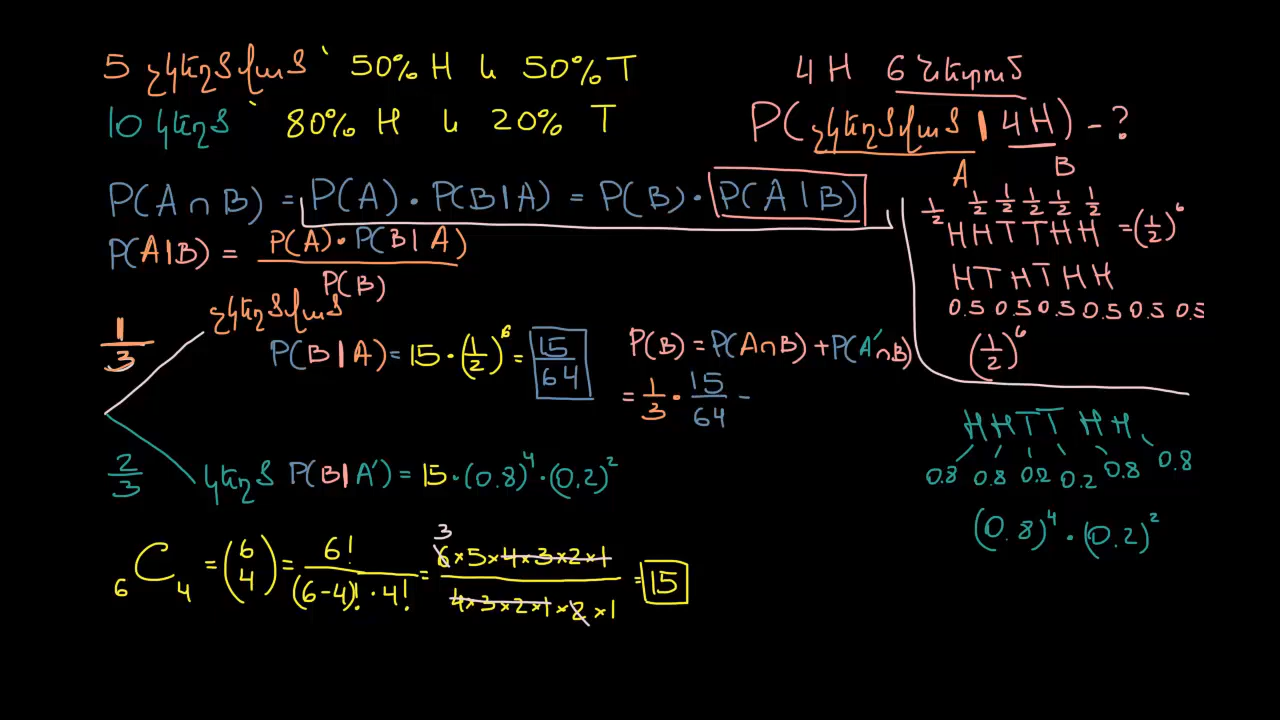 5 չկեղծված՝ 50% H և 50% T
10 կեղծ՝ 80% H և 20% T
4H 6 նետում
P(չկեղծված | 4H) - ?
A B
P(A ∩ B) = P(A) · P(B | A) = P(B) · P(A | B)
P(A|B) = P(A) · P(B | A) / P(B)
1/2 1/2 1/2 1/2 1/2 1/2
H H T T H H = (1/2)^6
H T H T H H
0.5 0.5 0.5 0.5 0.5 0.5
(1/2)^6
1/3 չկեղծված
P(B | A) = 15 · (1/2)^6 = 15/64
P(B) = P(A∩B) + P(A'∩B)
= 1/3 · 15/64 -
2/3 կեղծ P(B|A') = 15 · (0.8)^4 · (0.2)^2
H H T T H H
0.8 0.8 0.2 0.2 0.8 0.8
(0.8)^4 · (0.2)^2
6 C 4 = (6 4) = 6! / (6-4)! · 4! = 6×5×4×3×2×1 / 4×3×2×1×2×1 = 15
3